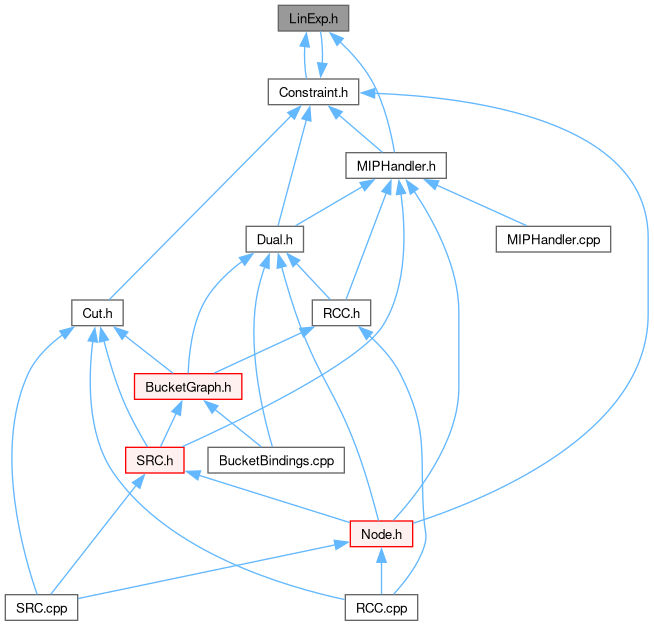 LinExp.h
Constraint.h
MIPHandler.h
Dual.h
MIPHandler.cpp
Cut.h
RCC.h
BucketGraph.h
SRC.h
BucketBindings.cpp
Node.h
SRC.cpp
RCC.cpp